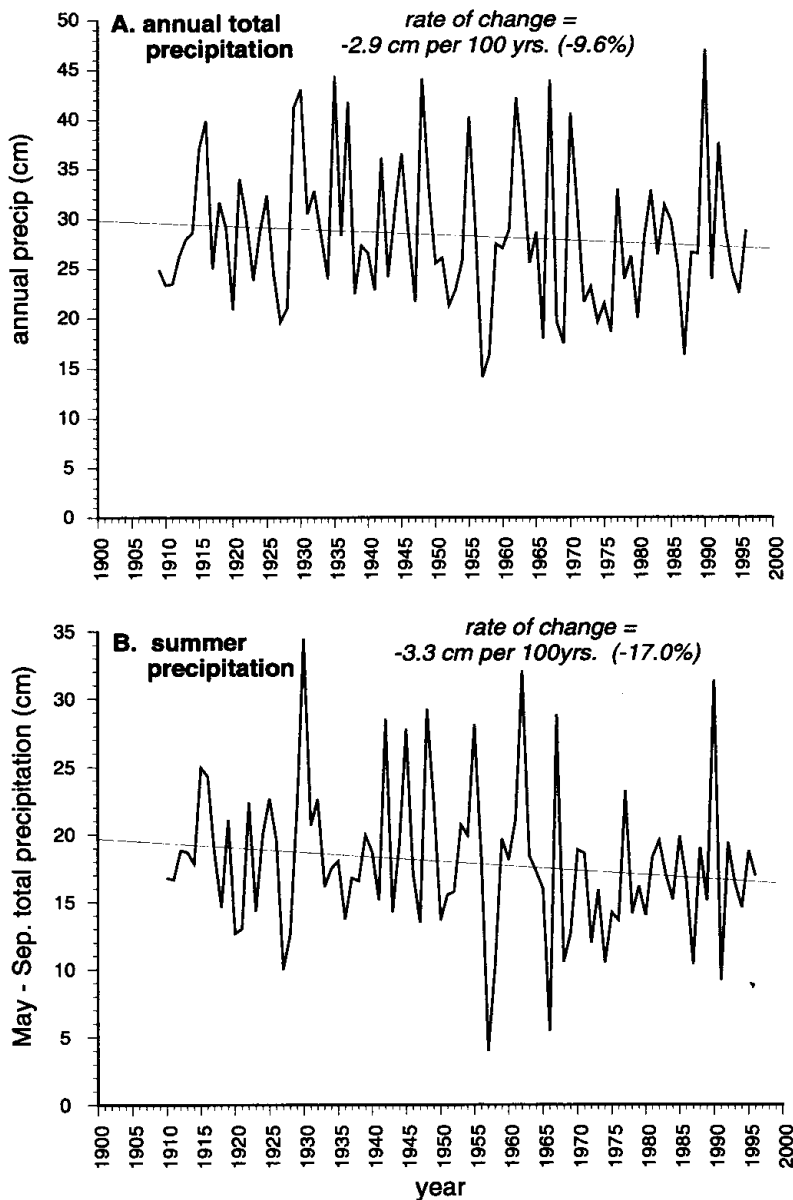 A. annual total
precipitation
rate of change =
-2.9 cm per 100 yrs. (-9.6%)
annual precip (cm)
50
45
40
35
30
25
20
15
10
5
0
1900 1905 1910 1915 1920 1925 1930 1935 1940 1945 1950 1955 1960 1965 1970 1975 1980 1985 1990 1995 2000
B. summer
precipitation
rate of change =
-3.3 cm per 100yrs. (-17.0%)
May - Sep. total precipitation (cm)
35
30
25
20
15
10
5
0
1900 1905 1910 1915 1920 1925 1930 1935 1940 1945 1950 1955 1960 1965 1970 1975 1980 1985 1990 1995 2000
year